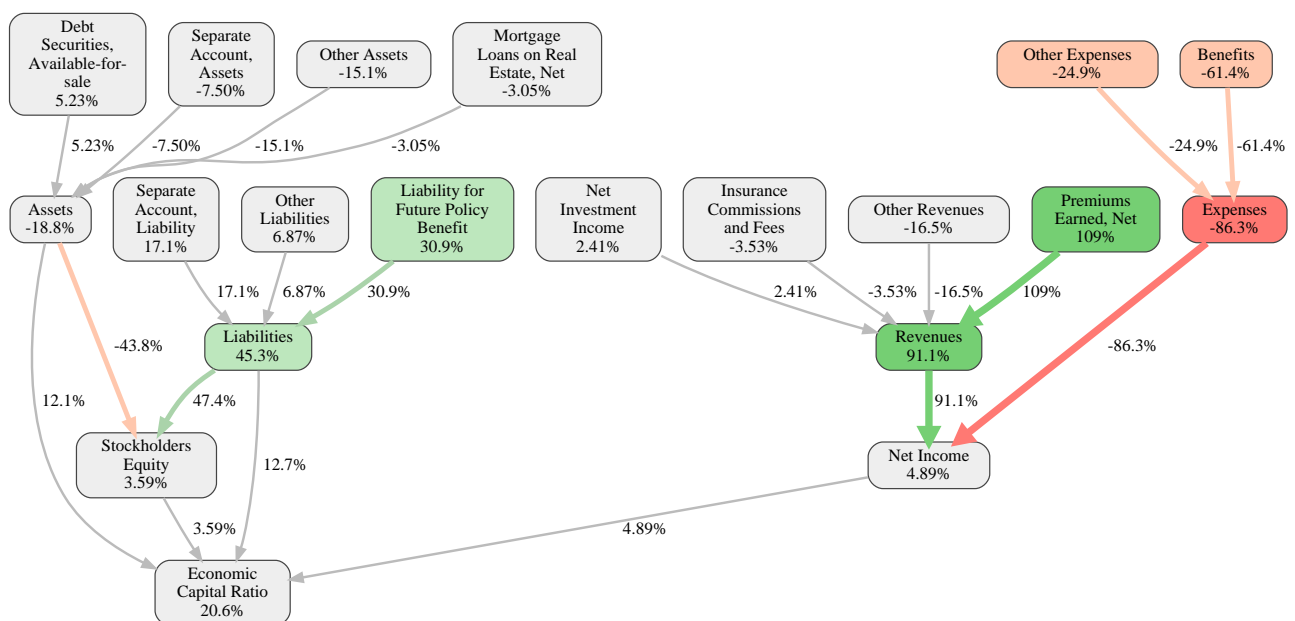 Debt
Securities,
Available-for-
sale
5.23%
Separate
Account,
Assets
-7.50%
Other Assets
-15.1%
Mortgage
Loans on Real
Estate, Net
-3.05%
Other Expenses
-24.9%
Benefits
-61.4%
5.23%
-7.50%
-15.1%
-3.05%
-24.9%
-61.4%
Assets
-18.8%
Separate
Account,
Liability
17.1%
Other
Liabilities
6.87%
Liability for
Future Policy
Benefit
30.9%
Net
Investment
Income
2.41%
Insurance
Commissions
and Fees
-3.53%
Other Revenues
-16.5%
Premiums
Earned, Net
109%
Expenses
-86.3%
17.1%
6.87%
30.9%
2.41%
-3.53%
-16.5%
109%
-43.8%
Liabilities
45.3%
Revenues
91.1%
-86.3%
12.1%
47.4%
91.1%
Stockholders
Equity
3.59%
12.7%
Net Income
4.89%
3.59%
4.89%
Economic
Capital Ratio
20.6%